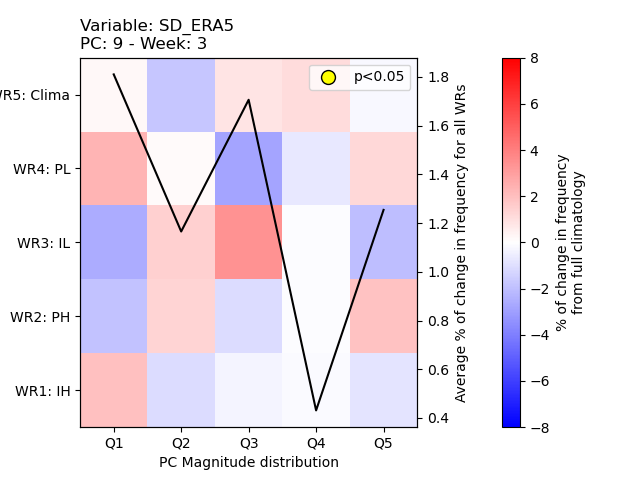 Variable: SD_ERA5
PC: 9 - Week: 3
p<0.05
WR5: Clima
WR4: PL
WR3: IL
WR2: PH
WR1: IH
Q1 Q2 Q3 Q4 Q5
PC Magnitude distribution
1.8
1.6
1.4
1.2
1.0
0.8
0.6
0.4
Average % of change in frequency for all WRs
8
6
4
2
0
−2
−4
−6
−8
% of change in frequency
from full climatology